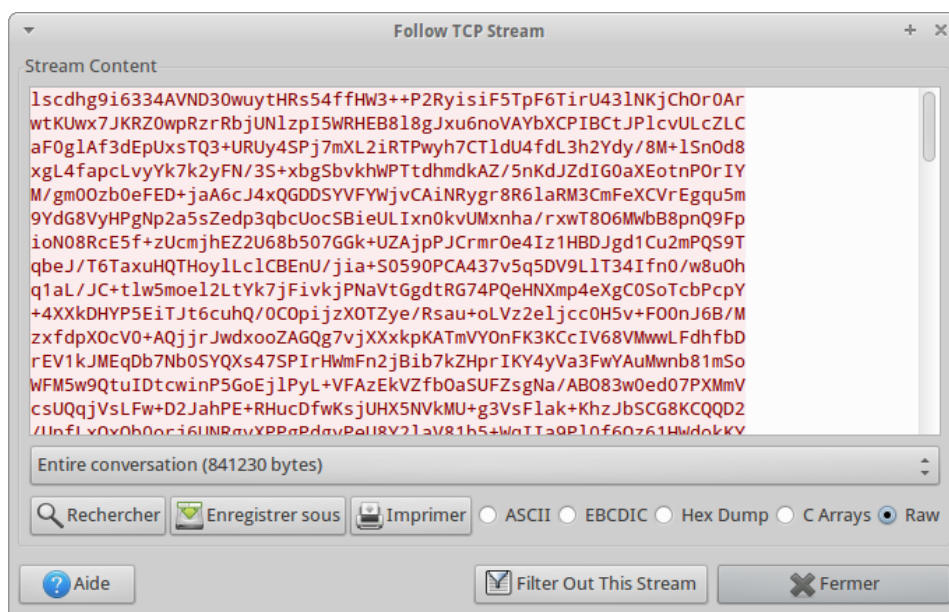 Follow TCP Stream
Stream Content
lscdhg9i6334AVND3OwuytHRs54ffHW3++P2RyisiF5TpF6TirU43lNKjChOr0Ar
wtKUwx7JKRZ0wpRzrRbjUNlzpI5WRHEB8l8gJxu6noVAYbXCPIBCtJPlcvULcZLC
aF0glAf3dEpUxsTQ3+URUy4SPj7mXL2iRTPwyh7CTldU4fdL3h2Ydy/8M+lSnOd8
xgL4fapcLvyYk7k2yFN/3S+xbgSbvkhWPTtdhmdkAZ/5nKdJZdIG0aXEotnPOrIY
M/gm0Ozb0eFED+jaA6cJ4xQGDDSYVFYWjvCAiNRygr8R6laRM3CmFeXCVrEgqu5m
9YdG8VyHPgNp2a5sZedp3qbcUocSBieULIxn0kvUMxnha/rxwT8O6MWbB8pnQ9Fp
ioN08RcE5f+zUcmjhEZ2U68b507GGk+UZAjpPJCrmrOe4Iz1HBDJgd1Cu2mPQS9T
qbeJ/T6TaxuHQTHoylLclCBEnU/jia+S0590PCA437v5q5DV9LlT34Ifn0/w8uOh
q1aL/JC+tlw5moel2LtYk7jFivkjPNaVtGgdtRG74PQeHNXmp4eXgC0SoTcbPcpY
+4XXkDHYP5EiTJt6cuhQ/0COpijzXOTZye/Rsau+oLVz2eljcc0H5v+FO0nJ6B/M
zxfdpXOcV0+AQjjrJwdxooZAGQg7vjXXxkpKATmVYOnFK3KCcIV68VMwwLFdhfbD
rEV1kJMEqDb7Nb0SYQXs47SPIrHWmFn2jBib7kZHprIKY4yVa3FwYAuMwnb81mSo
WFM5w9QtuIDtcwinP5GoEjlPyL+VFAzEkVZfbOaSUFZsgNa/ABO83w0ed07PXMmV
csUQqjVsLFw+D2JahPE+RHucDfwKsjUHX5NVkMU+g3VsFlak+KhzJbSCG8KCQQD2
Entire conversation (841230 bytes)
Rechercher Enregistrer sous Imprimer ASCII EBCDIC Hex Dump C Arrays Raw
Aide Filter Out This Stream Fermer